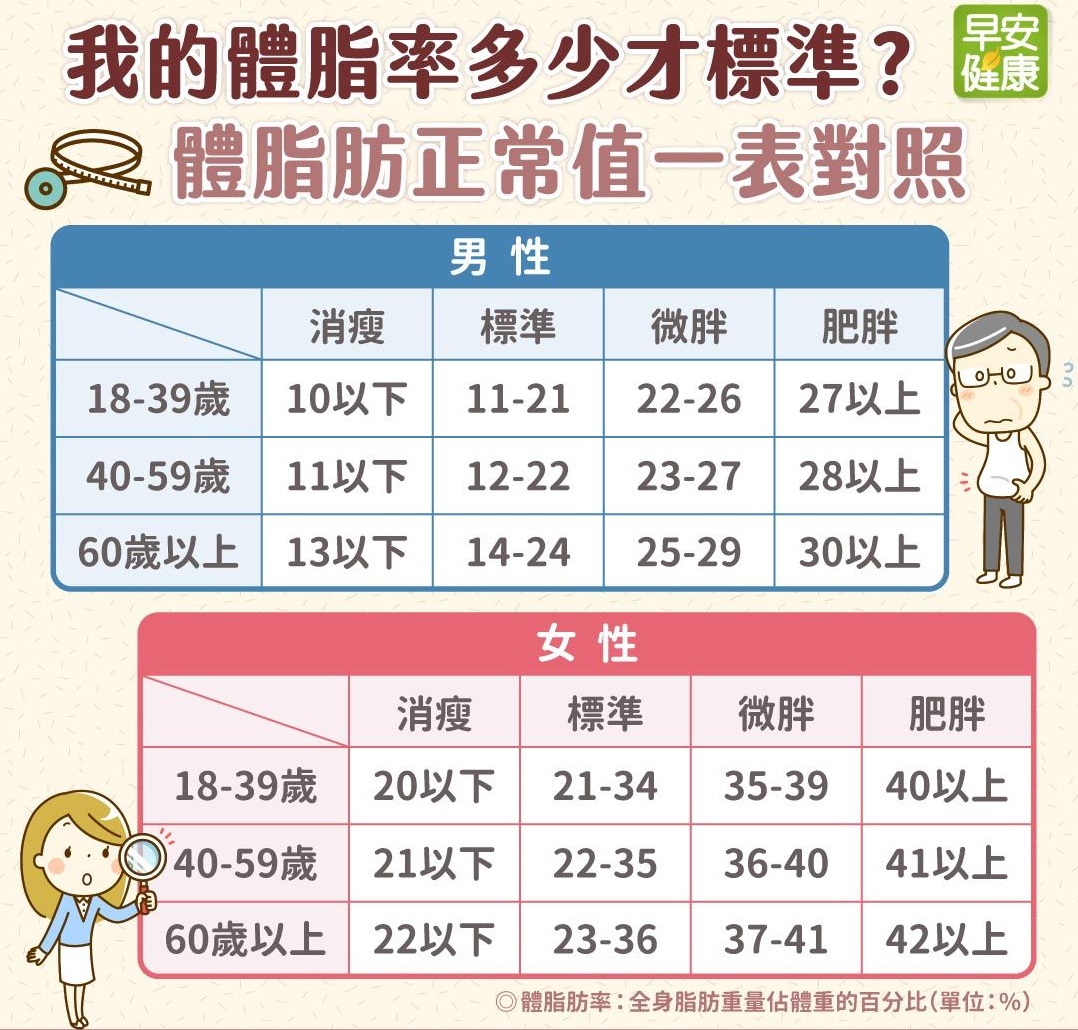 我的體脂率多少才標準?
早安
健康
體脂肪正常值一表對照
男性
消瘦 標準 微胖 肥胖
18-39歲 10以下 11-21 22-26 27以上
40-59歲 11以下 12-22 23-27 28以上
60歲以上 13以下 14-24 25-29 30以上
女性
消瘦 標準 微胖 肥胖
18-39歲 20以下 21-34 35-39 40以上
40-59歲 21以下 22-35 36-40 41以上
60歲以上 22以下 23-36 37-41 42以上
◎體脂肪率:全身脂肪重量佔體重的百分比(單位:%)